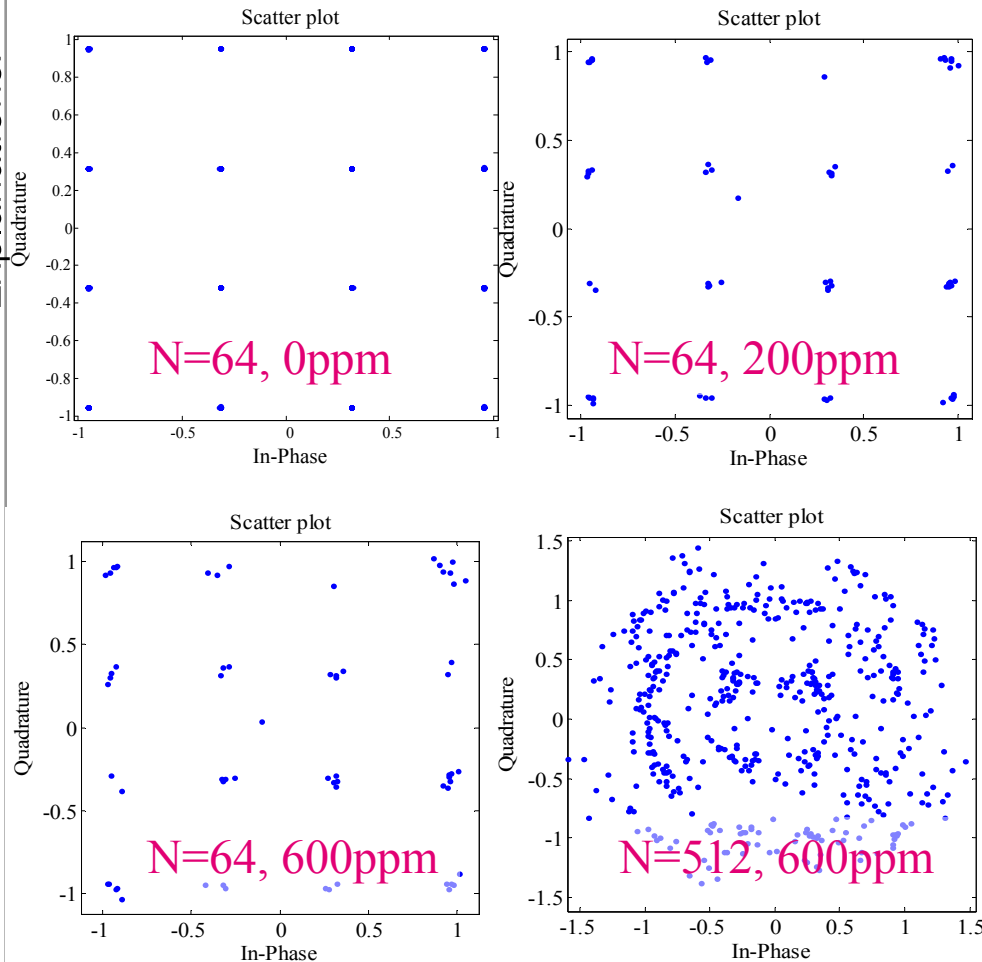 Scatter plot
1
0.8
0.6
0.4
0.2
0
-0.2
-0.4
-0.6
-0.8
-1
Quadrature
N=64, 0ppm
-1 -0.5 0 0.5 1
In-Phase
Scatter plot
1
0.5
0
-0.5
-1
Quadrature
N=64, 200ppm
-1 -0.5 0 0.5 1
In-Phase
Scatter plot
1
0.5
0
-0.5
-1
Quadrature
N=64, 600ppm
-1 -0.5 0 0.5 1
In-Phase
Scatter plot
1.5
1
0.5
0
-0.5
-1
-1.5
Quadrature
N=512, 600ppm
-1.5 -1 -0.5 0 0.5 1 1.5
In-Phase